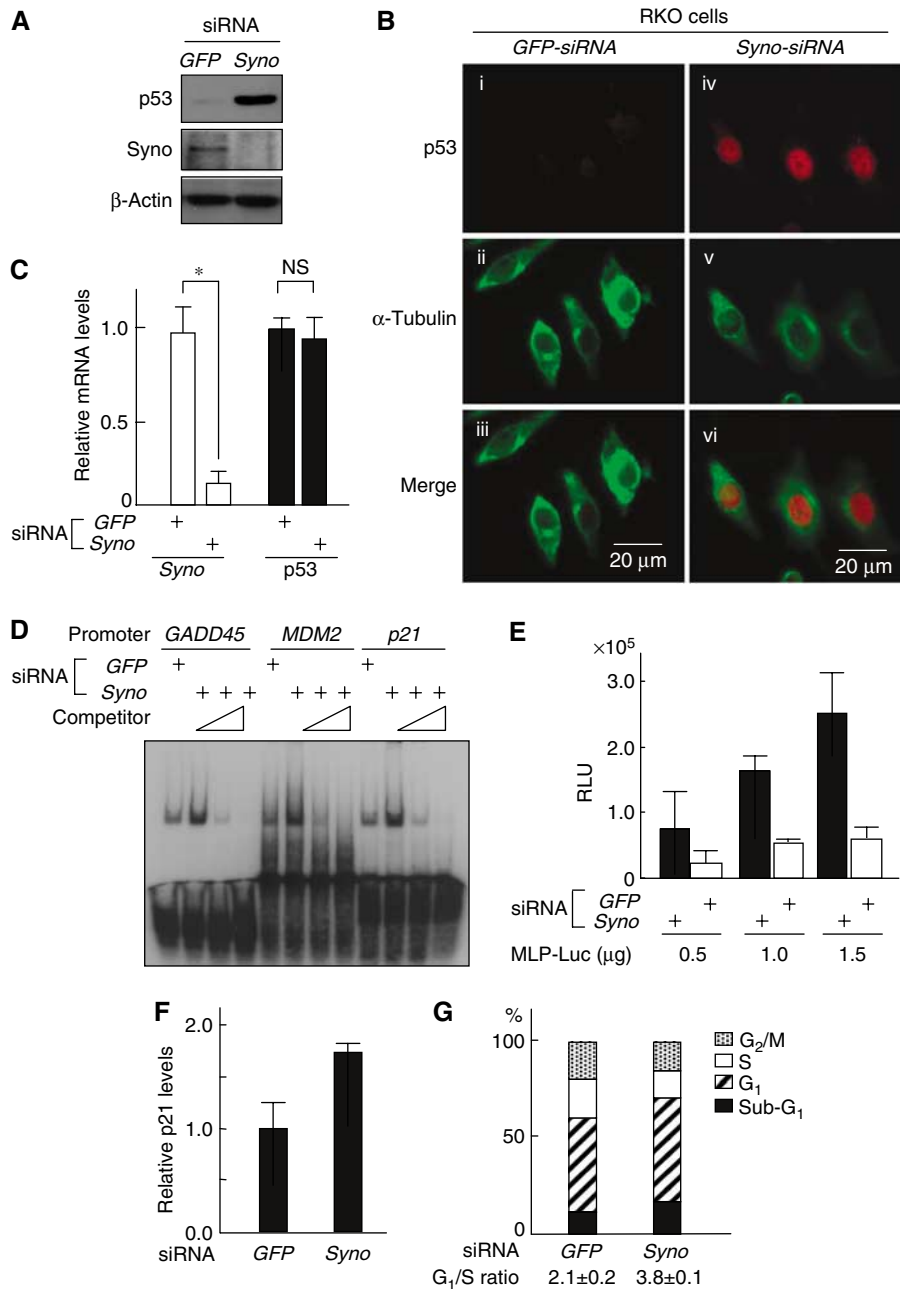 A
siRNA
GFP Syno
p53
Syno
β-Actin
B
RKO cells
GFP-siRNA Syno-siRNA
p53
i
iv
α-Tubulin
ii
v
Merge
iii
vi
20 μm
20 μm
C
Relative mRNA levels
* NS
1.0
0.5
0
siRNA
GFP + +
Syno + +
Syno p53
D
Promoter GADD45 MDM2 p21
siRNA
GFP + + +
Syno + + + + + + + + +
Competitor
E
×10⁵
RLU
3.0
2.0
1.0
0
siRNA
GFP + + +
Syno + + +
MLP-Luc (μg) 0.5 1.0 1.5
F
Relative p21 levels
2.0
1.0
0.0
siRNA GFP Syno
G
%
100
50
0
G₂/M
S
G₁
Sub-G₁
siRNA GFP Syno
G₁/S ratio 2.1±0.2 3.8±0.1